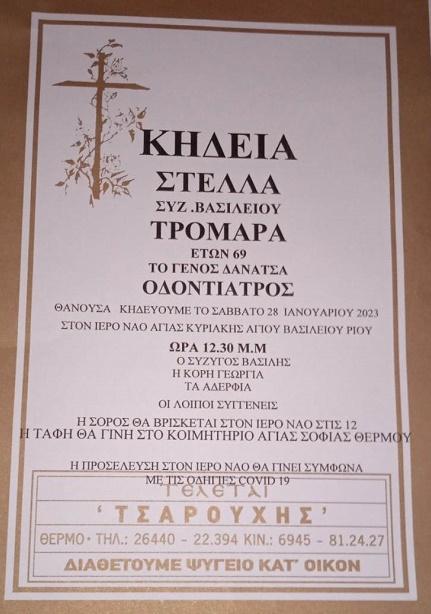 ΚΗΔΕΙΑ
ΣΤΕΛΛΑ
ΣΥΖ .ΒΑΣΙΛΕΙΟΥ
ΤΡΟΜΑΡΑ
ΕΤΩΝ 69
ΤΟ ΓΕΝΟΣ ΔΑΝΑΤΣΑ
ΟΔΟΝΤΙΑΤΡΟΣ
ΘΑΝΟΥΣΑ ΚΗΔΕΥΟΥΜΕ ΤΟ ΣΑΒΒΑΤΟ 28 ΙΑΝΟΥΑΡΙΟΥ 2023
ΣΤΟΝ ΙΕΡΟ ΝΑΟ ΑΓΙΑΣ ΚΥΡΙΑΚΗΣ ΑΓΙΟΥ ΒΑΣΙΛΕΙΟΥ ΡΙΟΥ
ΩΡΑ 12.30 Μ.Μ
Ο ΣΥΖΥΓΟΣ ΒΑΣΙΛΗΣ
Η ΚΟΡΗ ΓΕΩΡΓΙΑ
ΤΑ ΑΔΕΡΦΙΑ
ΟΙ ΛΟΙΠΟΙ ΣΥΓΓΕΝΕΙΣ
Η ΣΟΡΟΣ ΘΑ ΒΡΙΣΚΕΤΑΙ ΣΤΟΝ ΙΕΡΟ ΝΑΟ ΣΤΙΣ 12
Η ΤΑΦΗ ΘΑ ΓΙΝΗ ΣΤΟ ΚΟΙΜΗΤΗΡΙΟ ΑΓΙΑΣ ΣΟΦΙΑΣ ΘΕΡΜΟΥ
Η ΠΡΟΣΕΛΕΥΣΗ ΣΤΟΝ ΙΕΡΟ ΝΑΟ ΘΑ ΓΙΝΕΙ ΣΥΜΦΩΝΑ
ΜΕ ΤΙΣ ΟΔΗΓΙΕΣ COVID 19
ΤΕΛΕΤΑΙ
‘ΤΣΑΡΟΥΧΗΣ’
ΘΕΡΜΟ • ΤΗΛ.: 26440 - 22.394 ΚΙΝ.: 6945 - 81.24.27
ΔΙΑΘΕΤΟΥΜΕ ΨΥΓΕΙΟ ΚΑΤ’ ΟΙΚΟΝ